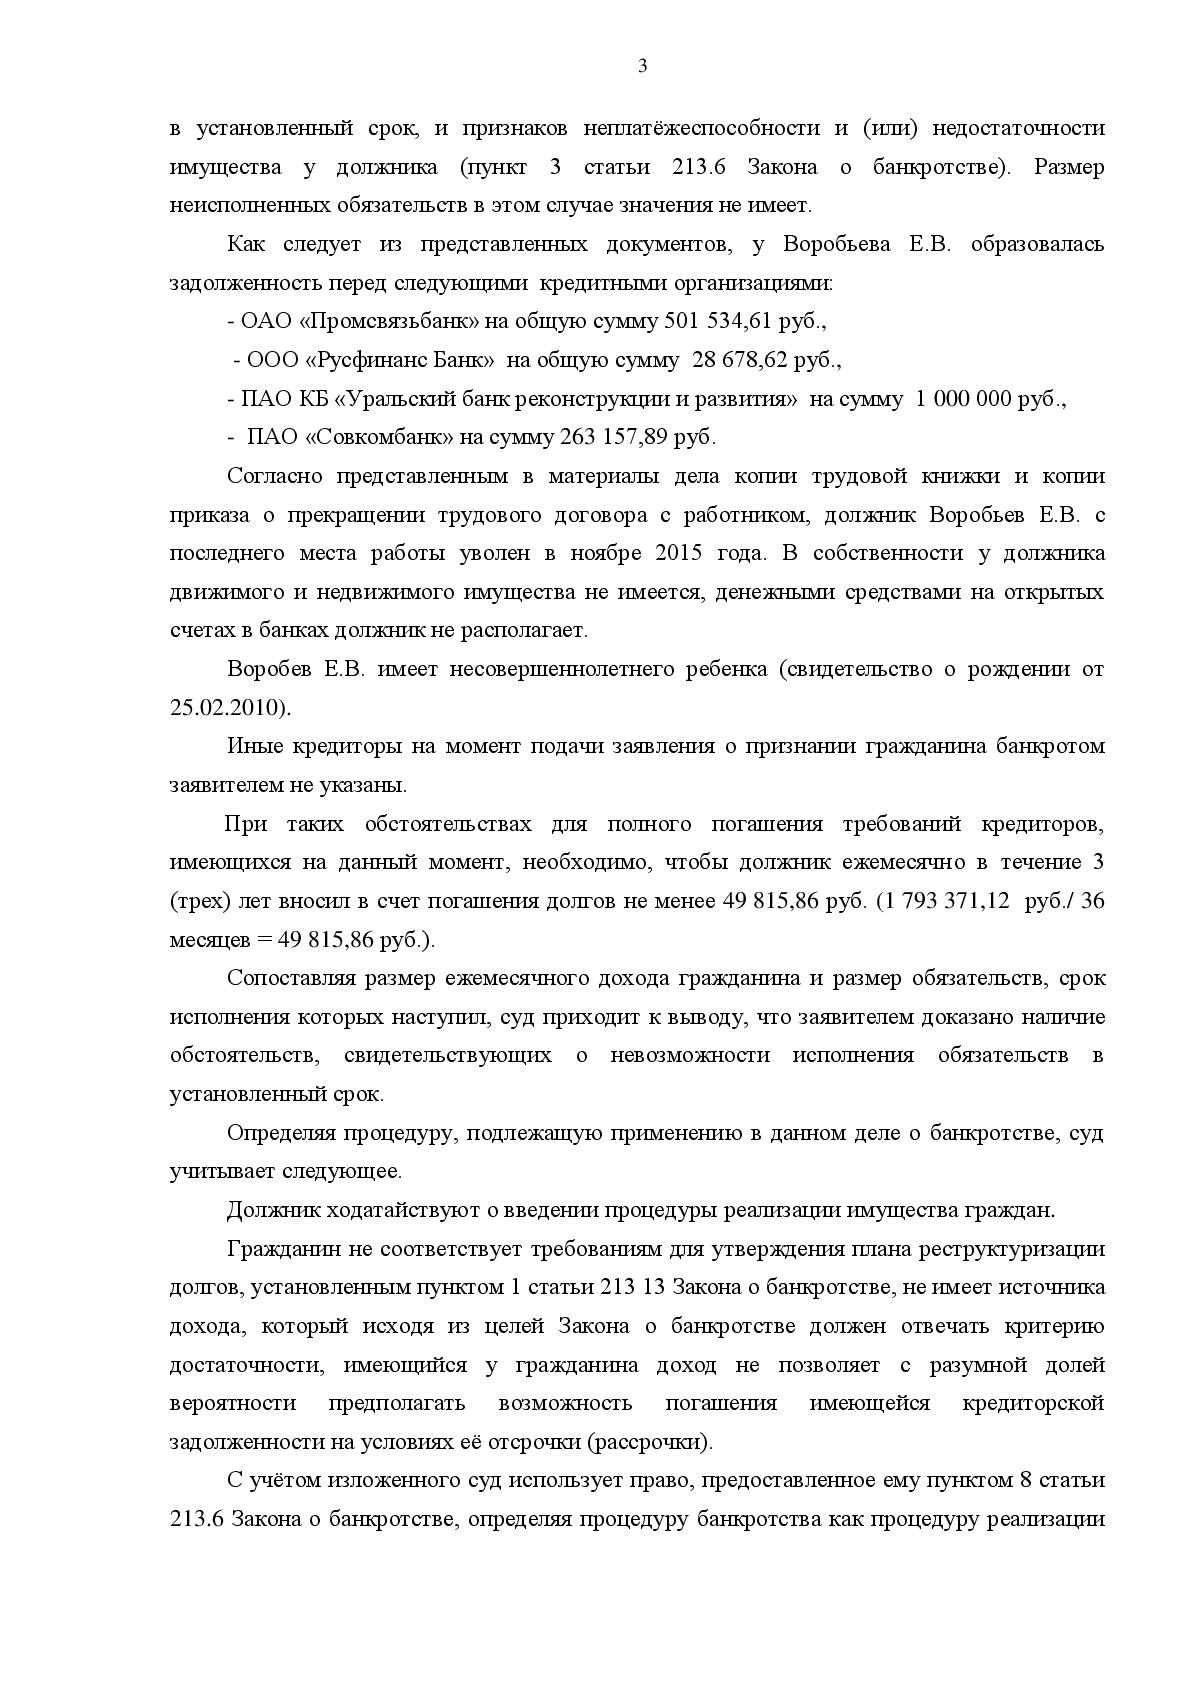 3
в установленный срок, и признаков неплатёжеспособности и (или) недостаточности
имущества у должника (пункт 3 статьи 213.6 Закона о банкротстве). Размер
неисполненных обязательств в этом случае значения не имеет.
Как следует из представленных документов, у Воробьева Е.В. образовалась
задолженность перед следующими кредитными организациями:
- ОАО «Промсвязьбанк» на общую сумму 501 534,61 руб.,
- ООО «Русфинанс Банк» на общую сумму 28 678,62 руб.,
- ПАО КБ «Уральский банк реконструкции и развития» на сумму 1 000 000 руб.,
- ПАО «Совкомбанк» на сумму 263 157,89 руб.
Согласно представленным в материалы дела копии трудовой книжки и копии
приказа о прекращении трудового договора с работником, должник Воробьев Е.В. с
последнего места работы уволен в ноябре 2015 года. В собственности у должника
движимого и недвижимого имущества не имеется, денежными средствами на открытых
счетах в банках должник не располагает.
Воробев Е.В. имеет несовершеннолетнего ребенка (свидетельство о рождении от
25.02.2010).
Иные кредиторы на момент подачи заявления о признании гражданина банкротом
заявителем не указаны.
При таких обстоятельствах для полного погашения требований кредиторов,
имеющихся на данный момент, необходимо, чтобы должник ежемесячно в течение 3
(трех) лет вносил в счет погашения долгов не менее 49 815,86 руб. (1 793 371,12 руб./ 36
месяцев = 49 815,86 руб.).
Сопоставляя размер ежемесячного дохода гражданина и размер обязательств, срок
исполнения которых наступил, суд приходит к выводу, что заявителем доказано наличие
обстоятельств, свидетельствующих о невозможности исполнения обязательств в
установленный срок.
Определяя процедуру, подлежащую применению в данном деле о банкротстве, суд
учитывает следующее.
Должник ходатайствуют о введении процедуры реализации имущества граждан.
Гражданин не соответствует требованиям для утверждения плана реструктуризации
долгов, установленным пунктом 1 статьи 213 13 Закона о банкротстве, не имеет источника
дохода, который исходя из целей Закона о банкротстве должен отвечать критерию
достаточности, имеющийся у гражданина доход не позволяет с разумной долей
вероятности предполагать возможность погашения имеющейся кредиторской
задолженности на условиях её отсрочки (рассрочки).
С учётом изложенного суд использует право, предоставленное ему пунктом 8 статьи
213.6 Закона о банкротстве, определяя процедуру банкротства как процедуру реализации